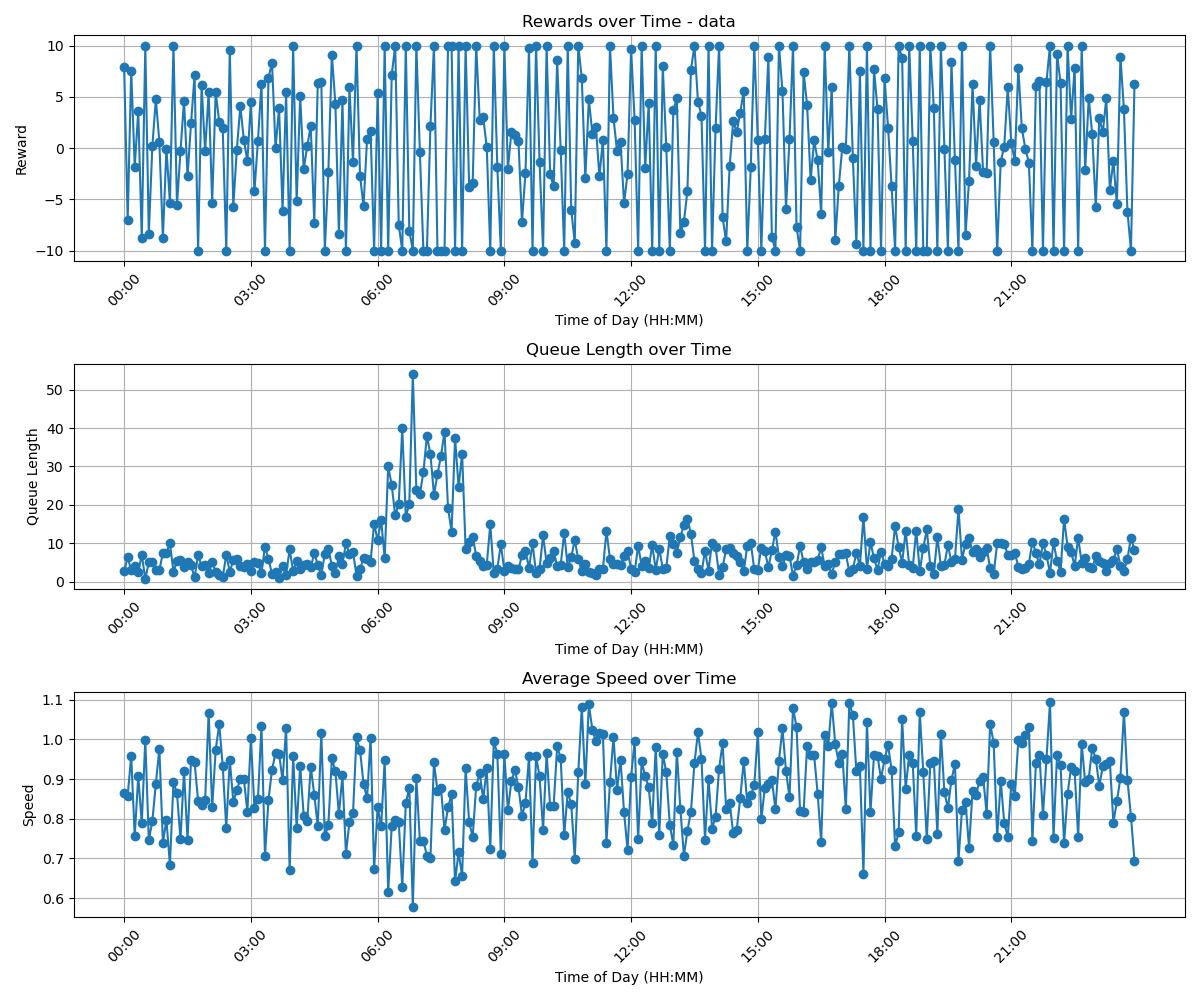 Rewards over Time - data
10
5
0
−5
−10
Reward
00:00 03:00 06:00 09:00 12:00 15:00 18:00 21:00
Time of Day (HH:MM)
Queue Length over Time
50
40
30
20
10
0
Queue Length
00:00 03:00 06:00 09:00 12:00 15:00 18:00 21:00
Time of Day (HH:MM)
Average Speed over Time
1.1
1.0
0.9
0.8
0.7
0.6
Speed
00:00 03:00 06:00 09:00 12:00 15:00 18:00 21:00
Time of Day (HH:MM)